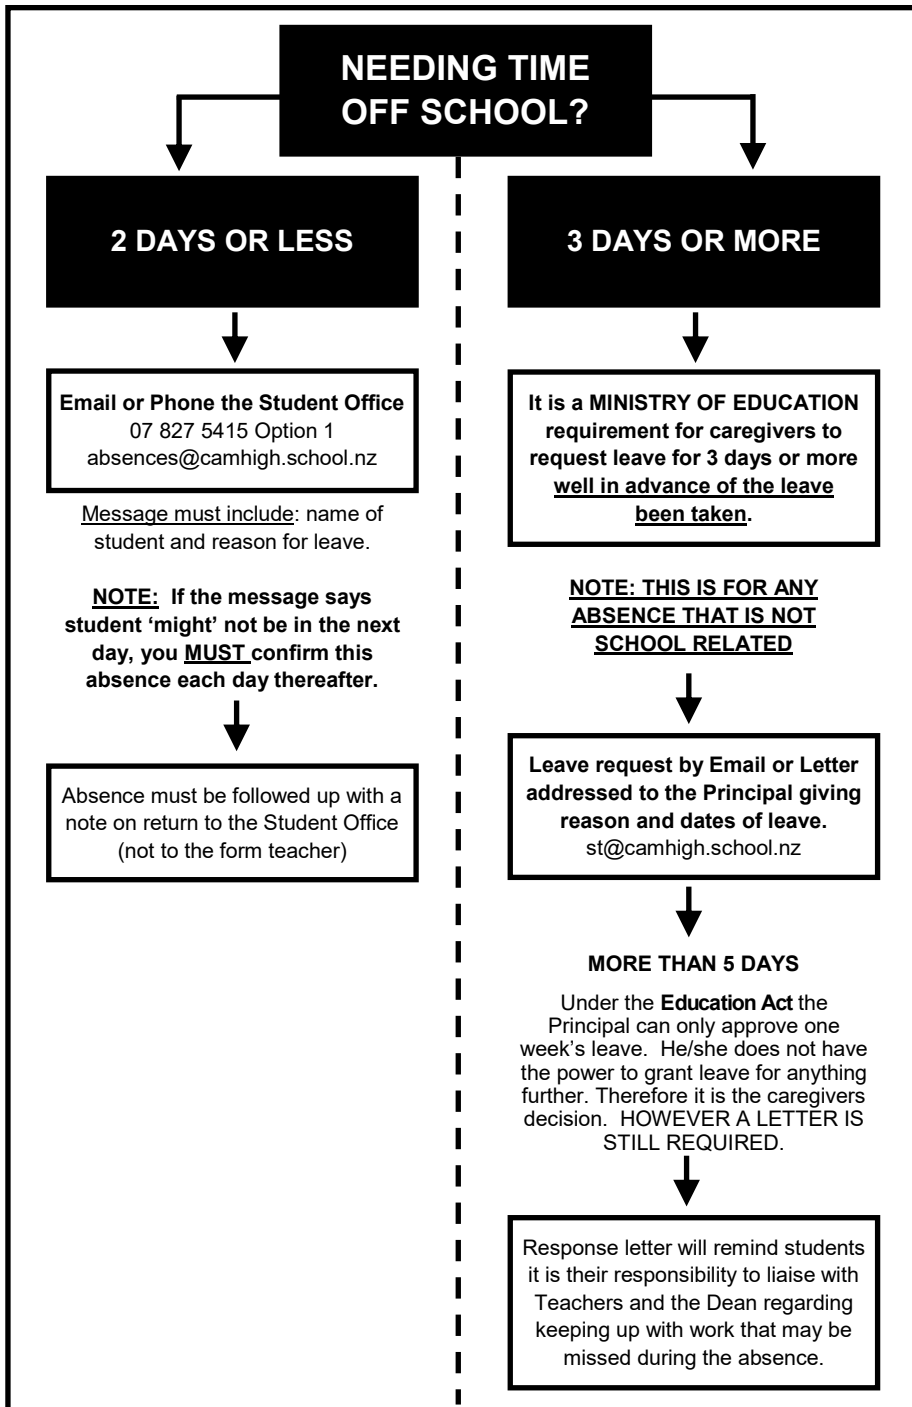 NEEDING TIME
OFF SCHOOL?
2 DAYS OR LESS
Email or Phone the Student Office
07 827 5415 Option 1
absences@camhigh.school.nz
Message must include: name of
student and reason for leave.
NOTE:  If the message says
student ‘might’ not be in the next
day, you MUST confirm this
absence each day thereafter.
Absence must be followed up with a
note on return to the Student Office
(not to the form teacher)
3 DAYS OR MORE
It is a MINISTRY OF EDUCATION
requirement for caregivers to
request leave for 3 days or more
well in advance of the leave
been taken.
NOTE: THIS IS FOR ANY
ABSENCE THAT IS NOT
SCHOOL RELATED
Leave request by Email or Letter
addressed to the Principal giving
reason and dates of leave.
st@camhigh.school.nz
MORE THAN 5 DAYS
Under the Education Act the
Principal can only approve one
week’s leave.  He/she does not have
the power to grant leave for anything
further. Therefore it is the caregivers
decision.  HOWEVER A LETTER IS
STILL REQUIRED.
Response letter will remind students
it is their responsibility to liaise with
Teachers and the Dean regarding
keeping up with work that may be
missed during the absence.